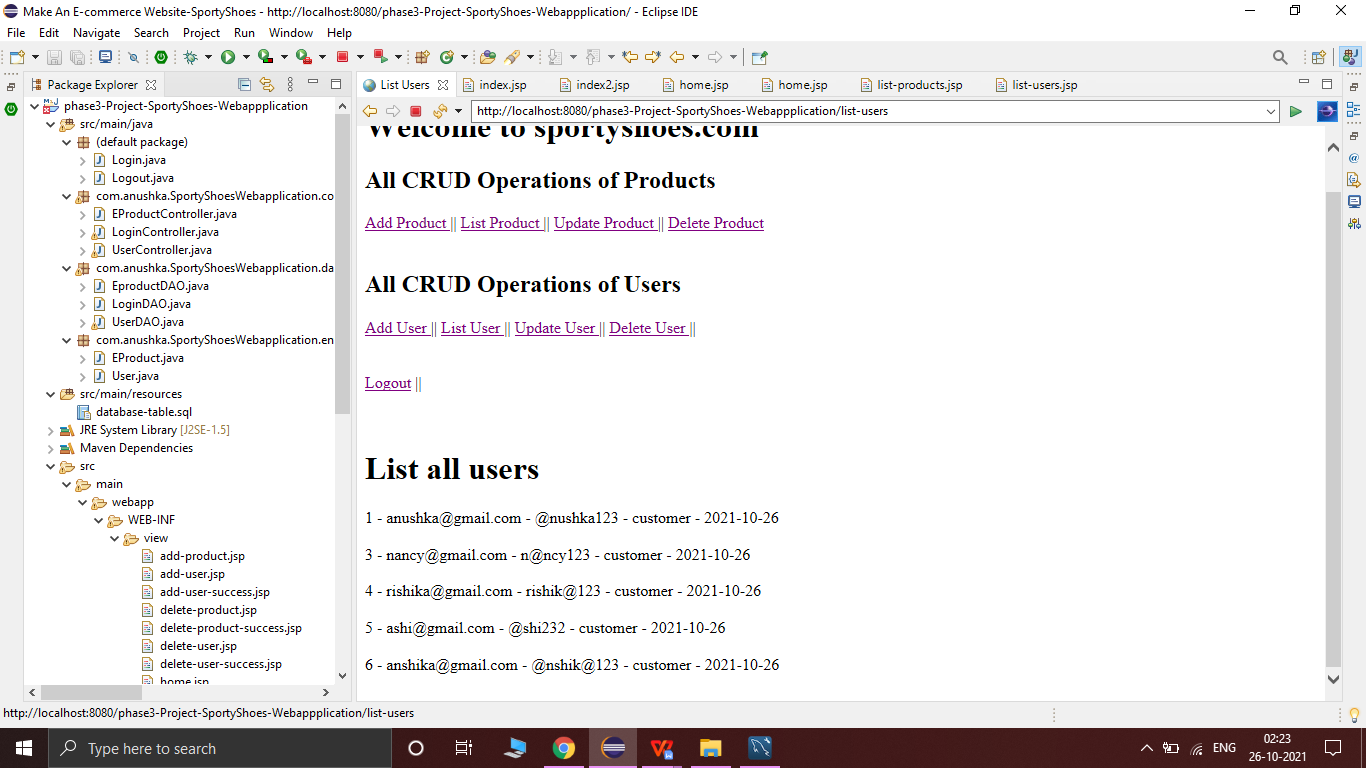 Make An E-commerce Website-SportyShoes - http://localhost:8080/phase3-Project-SportyShoes-Webappplication/ - Eclipse IDE
File Edit Navigate Search Project Run Window Help
Package Explorer
phase3-Project-SportyShoes-Webappplication
src/main/java
(default package)
Login.java
Logout.java
com.anushka.SportyShoesWebapplication.co
EProductController.java
LoginController.java
UserController.java
com.anushka.SportyShoesWebapplication.da
EproductDAO.java
LoginDAO.java
UserDAO.java
com.anushka.SportyShoesWebapplication.en
EProduct.java
User.java
src/main/resources
database-table.sql
JRE System Library [J2SE-1.5]
Maven Dependencies
src
main
webapp
WEB-INF
view
add-product.jsp
add-user.jsp
add-user-success.jsp
delete-product.jsp
delete-product-success.jsp
delete-user.jsp
delete-user-success.jsp
home.jsp
List Users index.jsp index2.jsp home.jsp home.jsp list-products.jsp list-users.jsp
http://localhost:8080/phase3-Project-SportyShoes-Webappplication/list-users
Welcome to sportyshoes.com
All CRUD Operations of Products
Add Product || List Product || Update Product || Delete Product
All CRUD Operations of Users
Add User || List User || Update User || Delete User ||
Logout ||
List all users
1 - anushka@gmail.com - @nushka123 - customer - 2021-10-26
3 - nancy@gmail.com - n@ncy123 - customer - 2021-10-26
4 - rishika@gmail.com - rishik@123 - customer - 2021-10-26
5 - ashi@gmail.com - @shi232 - customer - 2021-10-26
6 - anshika@gmail.com - @nshik@123 - customer - 2021-10-26
http://localhost:8080/phase3-Project-SportyShoes-Webappplication/list-users
Type here to search
ENG
02:23
26-10-2021